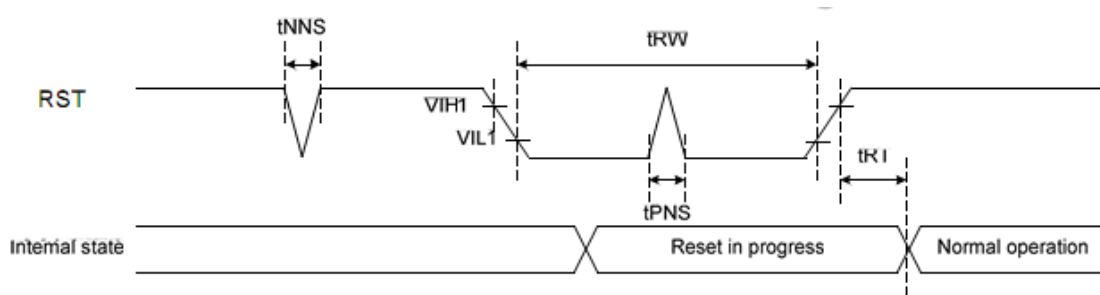 tNNS
tRW
RST
VIH1
VIL1
tRT
tPNS
Internal state
Reset in progress
Normal operation